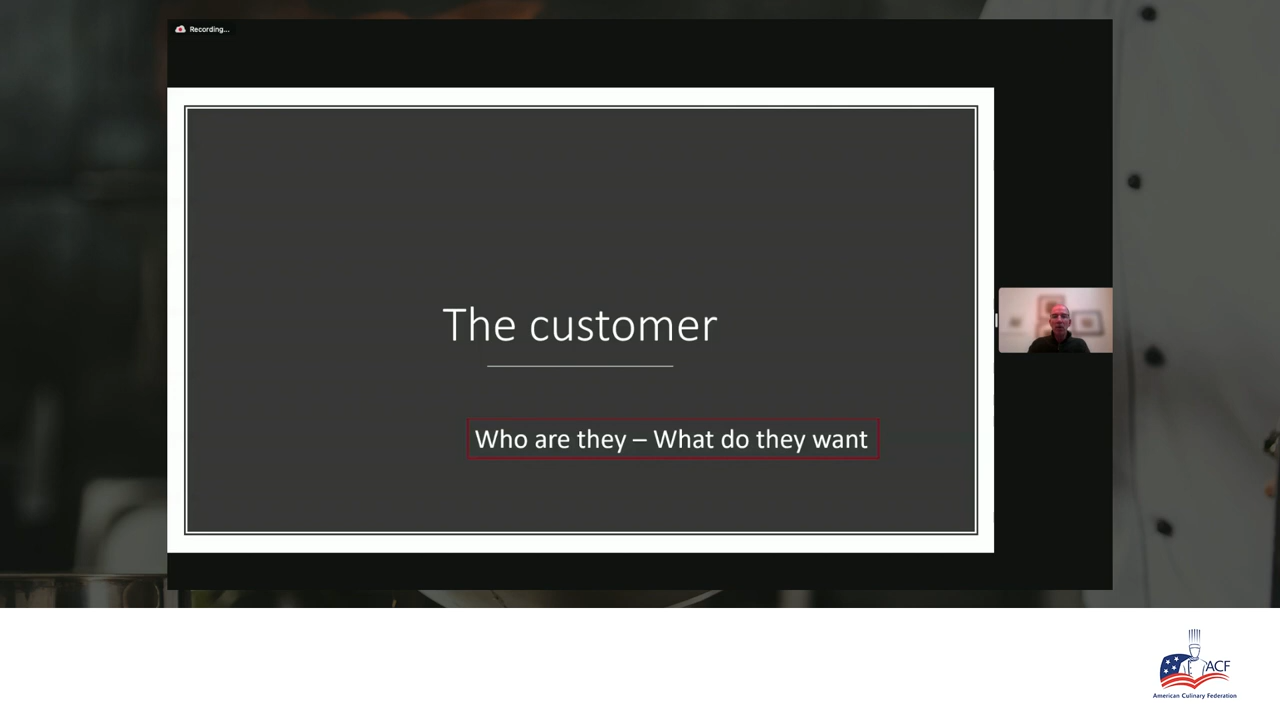 Recording...
The customer
Who are they – What do they want
ACF
American Culinary Federation